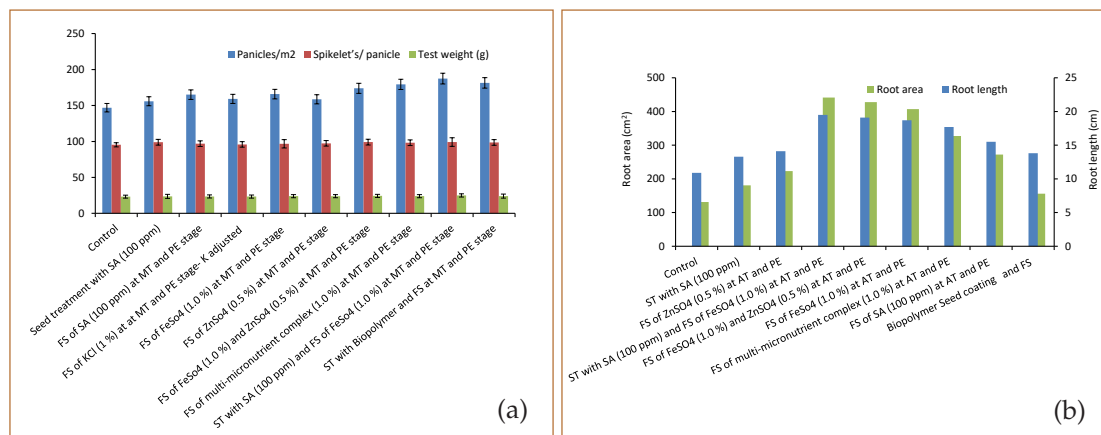 250
200
150
100
50
0
Panicles/m2 Spikelet's/ panicle Test weight (g)
Control
Seed treatment with SA (100 ppm)
FS of SA (100 ppm) at MT and PE stage
FS of KCl (1 %) at at MT and PE stage- K adjusted
FS of FeSo4 (1.0 %) at MT and PE stage
FS of ZnSO4 (0.5 %) at MT and PE stage
FS of FeSO4 (1.0 %) and ZnSO4 (0.5 %) at MT and PE stage
FS of multi-micronutrient complex (1.0 %) at MT and PE stage
ST with SA (100 ppm) and FS of FeSo4 (1.0 %) at MT and PE stage
ST with Biopolymer and FS at MT and PE stage
(a)
500
400
300
200
100
0
Root area (cm²)
Root area Root length
25
20
15
10
5
0
Root length (cm)
Control
ST with SA (100 ppm)
FS of ZnSO4 (0.5 %) at AT and PE
ST with SA (100 ppm) and FS of FeSO4 (1.0 %) at AT and PE
FS of FeSO4 (1.0 %) and ZnSO4 (0.5 %) at AT and PE
FS of FeSo4 (1.0 %) at AT and PE
FS of multi-micronutrient complex (1.0 %) at AT and PE
FS of SA (100 ppm) at AT and PE
Biopolymer Seed coating and FS
(b)